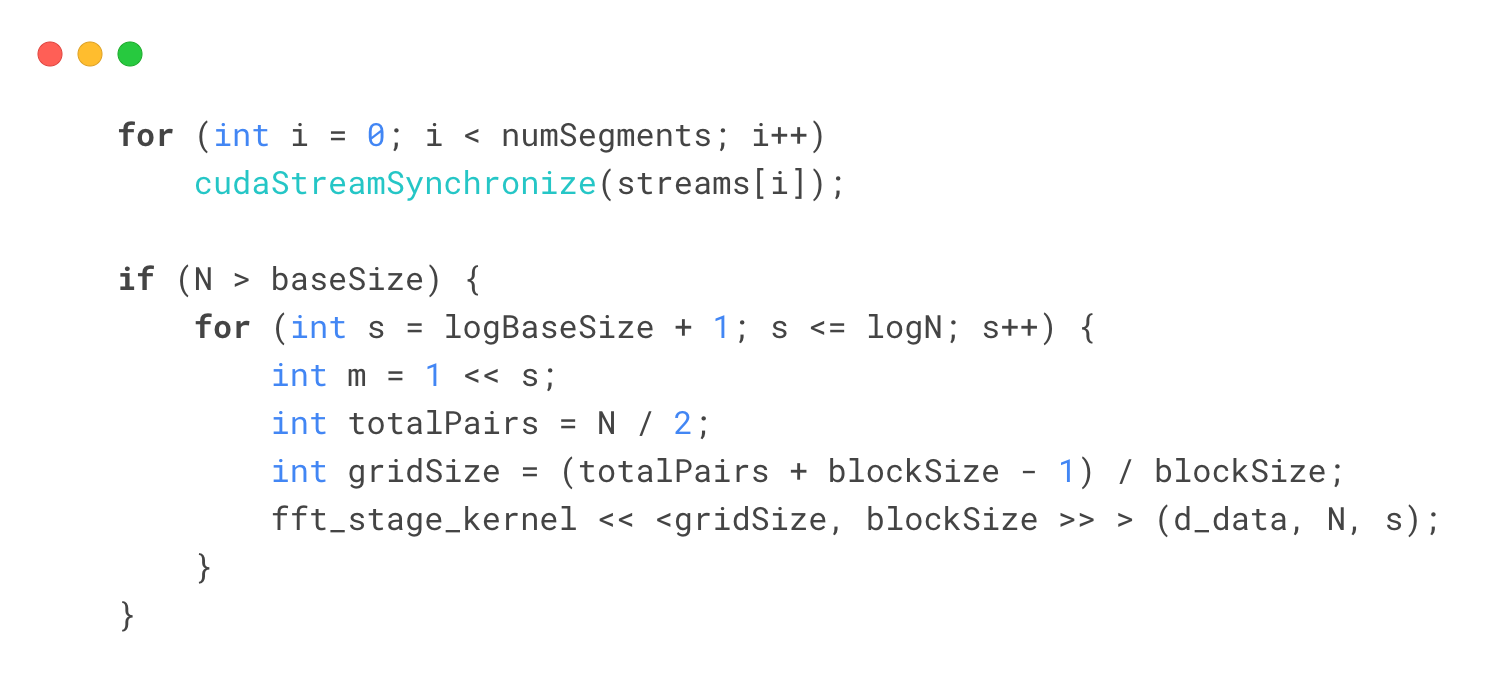 for (int i = 0; i < numSegments; i++)
    cudaStreamSynchronize(streams[i]);

if (N > baseSize) {
    for (int s = logBaseSize + 1; s <= logN; s++) {
        int m = 1 << s;
        int totalPairs = N / 2;
        int gridSize = (totalPairs + blockSize - 1) / blockSize;
        fft_stage_kernel << <gridSize, blockSize >> > (d_data, N, s);
    }
}